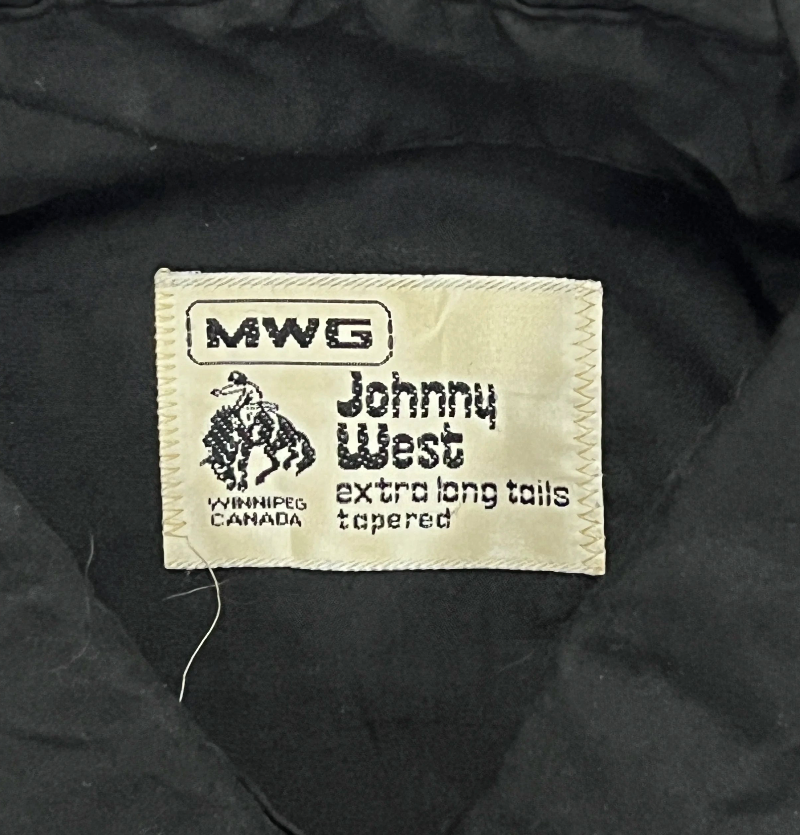 MWG
Johnny
West
extra long tails
tapered
WINNIPEG
CANADA